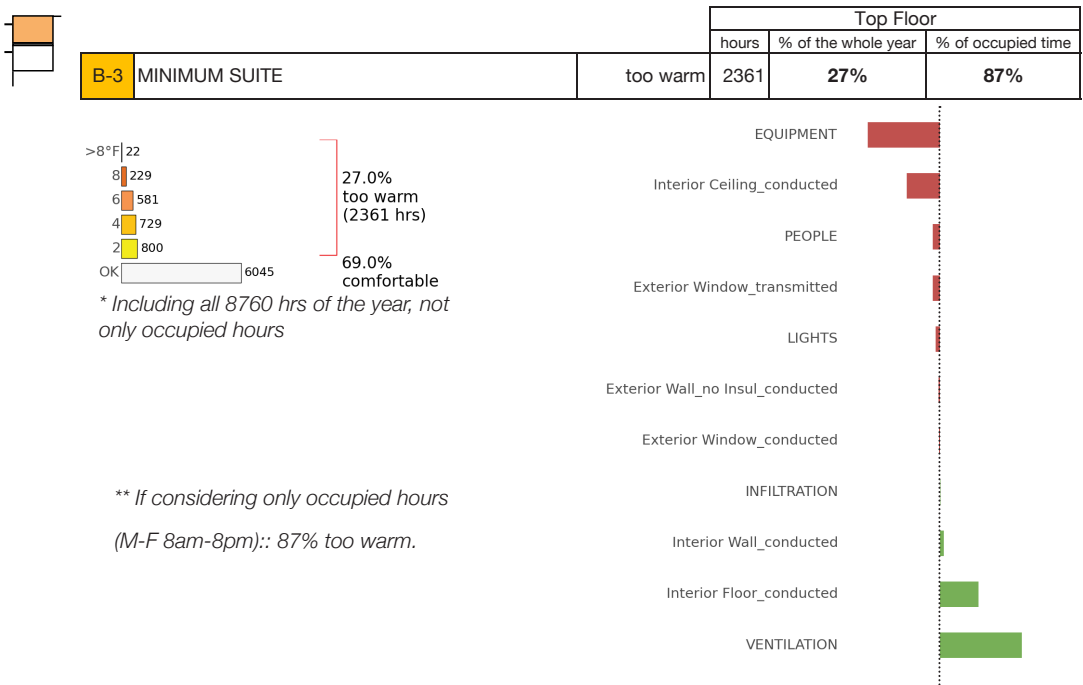 Top Floor
hours % of the whole year % of occupied time
B-3 MINIMUM SUITE too warm 2361 27% 87%
>8°F 22
8 229
6 581
4 729
2 800
OK 6045
27.0%
too warm
(2361 hrs)
69.0%
comfortable
* Including all 8760 hrs of the year, not
only occupied hours
** If considering only occupied hours
(M-F 8am-8pm):: 87% too warm.
EQUIPMENT
Interior Ceiling_conducted
PEOPLE
Exterior Window_transmitted
LIGHTS
Exterior Wall_no Insul_conducted
Exterior Window_conducted
INFILTRATION
Interior Wall_conducted
Interior Floor_conducted
VENTILATION